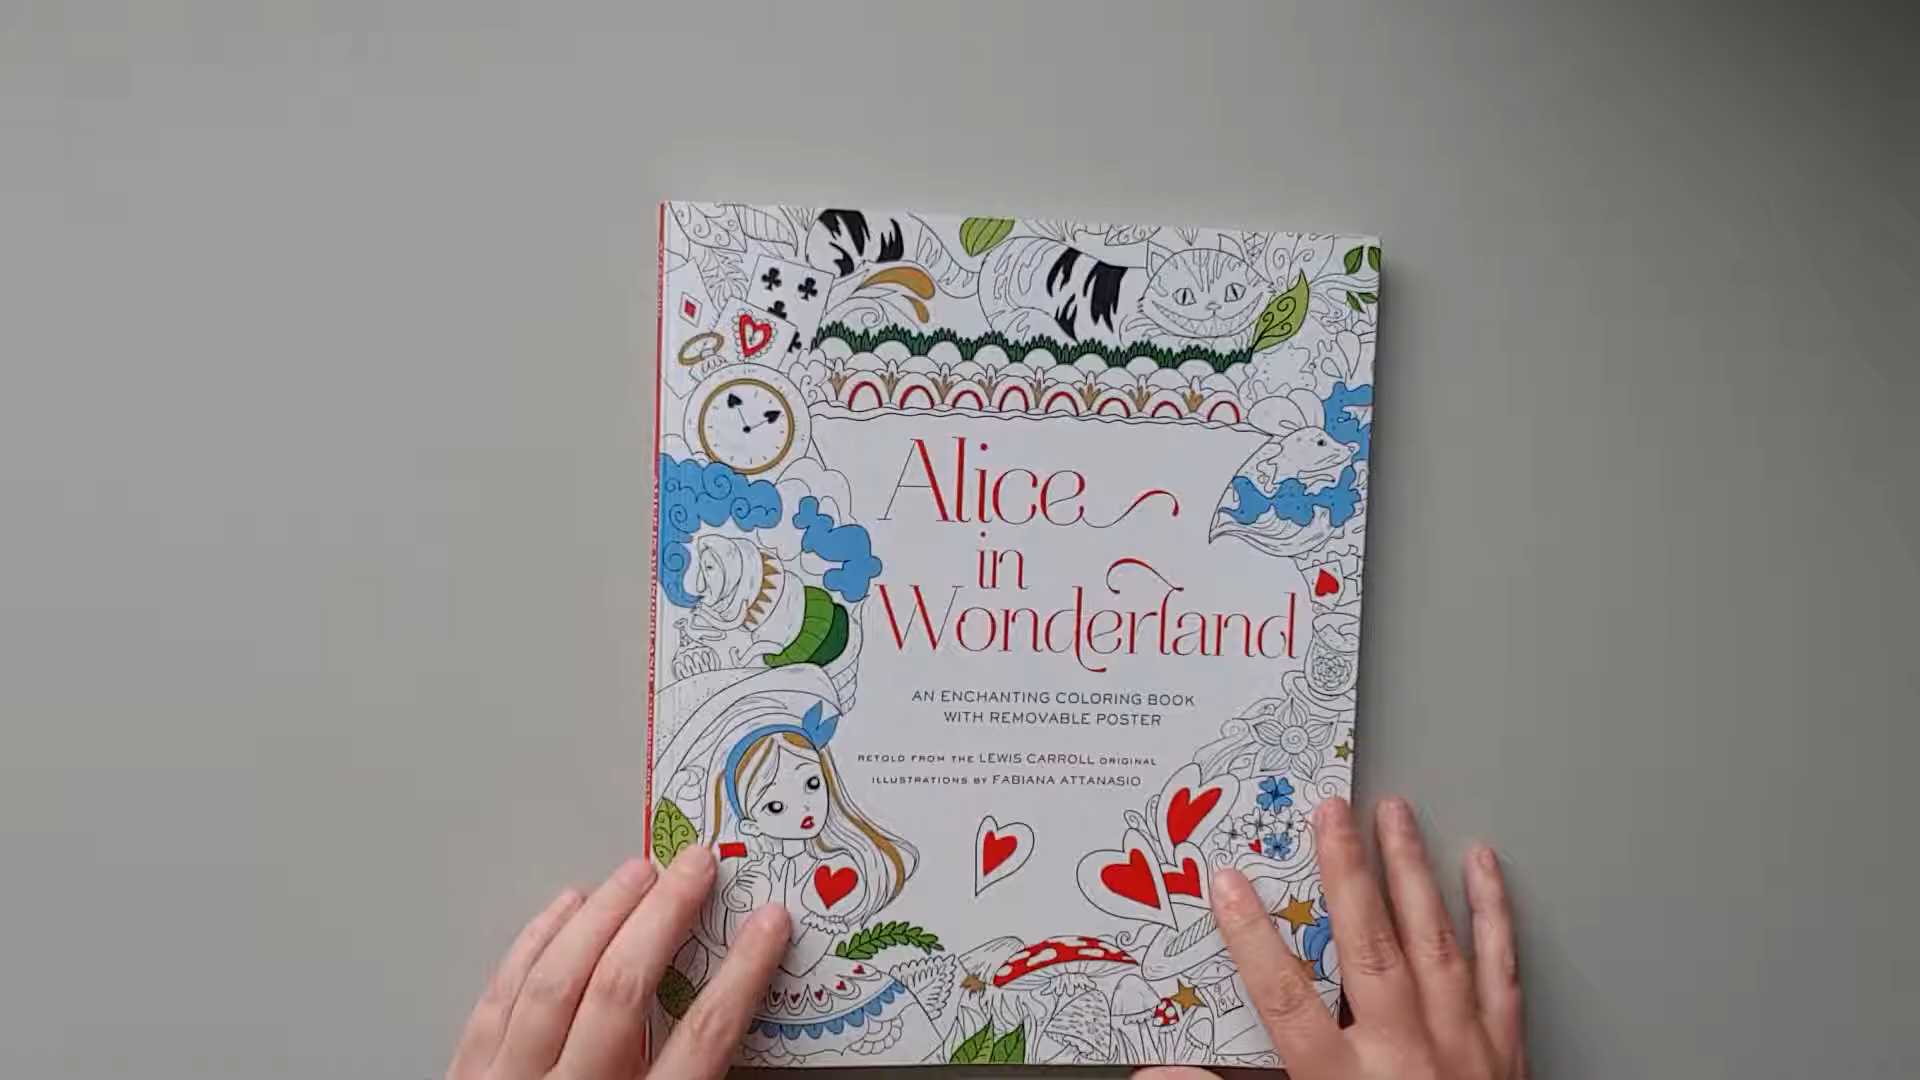 Alice
in
Wonderland
AN ENCHANTING COLORING BOOK
WITH REMOVABLE POSTER
RETOLD FROM THE LEWIS CARROLL ORIGINAL
ILLUSTRATIONS BY FABIANA ATTANASIO